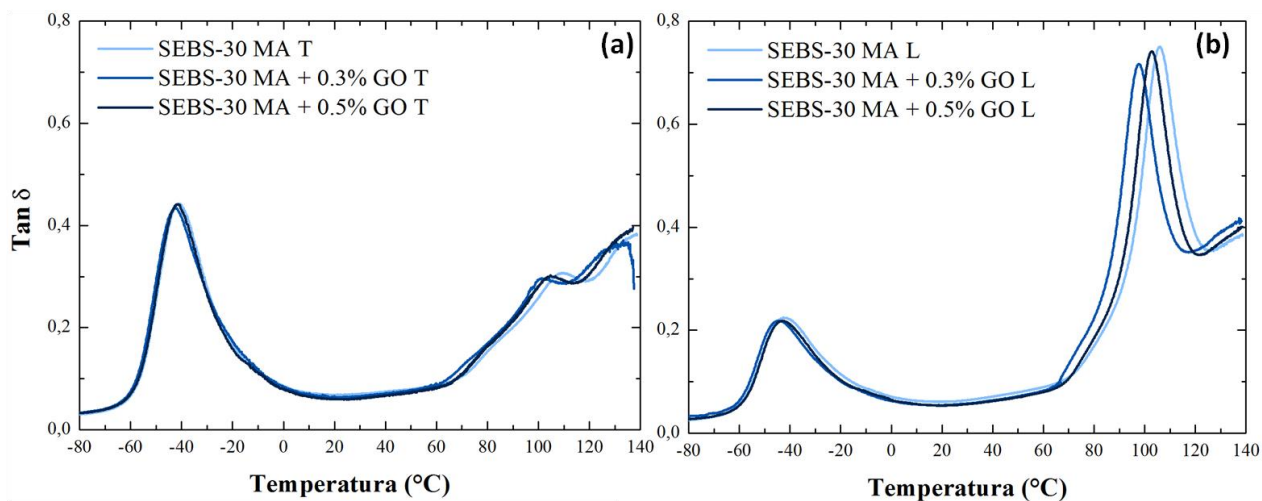 (a)
SEBS-30 MA T
SEBS-30 MA + 0.3% GO T
SEBS-30 MA + 0.5% GO T
Tan δ
0,8
0,6
0,4
0,2
0,0
-80 -60 -40 -20 0 20 40 60 80 100 120 140
Temperatura (°C)
(b)
SEBS-30 MA L
SEBS-30 MA + 0.3% GO L
SEBS-30 MA + 0.5% GO L
0,8
0,6
0,4
0,2
0,0
-80 -60 -40 -20 0 20 40 60 80 100 120 140
Temperatura (°C)